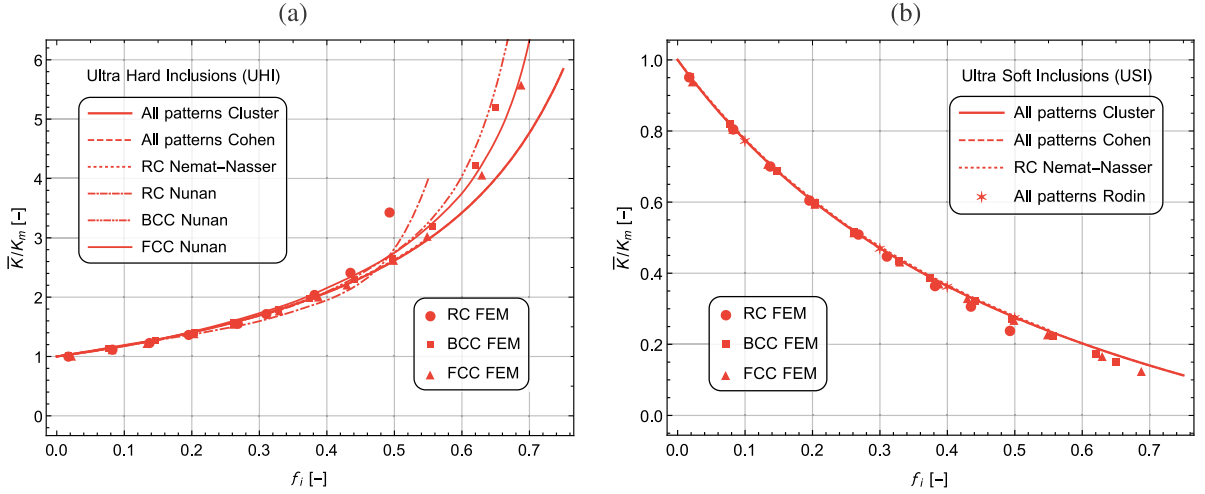 (a)
6
5
4
3
2
1
0
K̅/K_m [–]
Ultra Hard Inclusions (UHI)
All patterns Cluster
All patterns Cohen
RC Nemat–Nasser
RC Nunan
BCC Nunan
FCC Nunan
RC FEM
BCC FEM
FCC FEM
0.0 0.1 0.2 0.3 0.4 0.5 0.6 0.7
f_i [–]
(b)
1.0
0.8
0.6
0.4
0.2
0.0
K̅/K_m [–]
Ultra Soft Inclusions (USI)
All patterns Cluster
All patterns Cohen
RC Nemat–Nasser
All patterns Rodin
RC FEM
BCC FEM
FCC FEM
0.0 0.1 0.2 0.3 0.4 0.5 0.6 0.7
f_i [–]